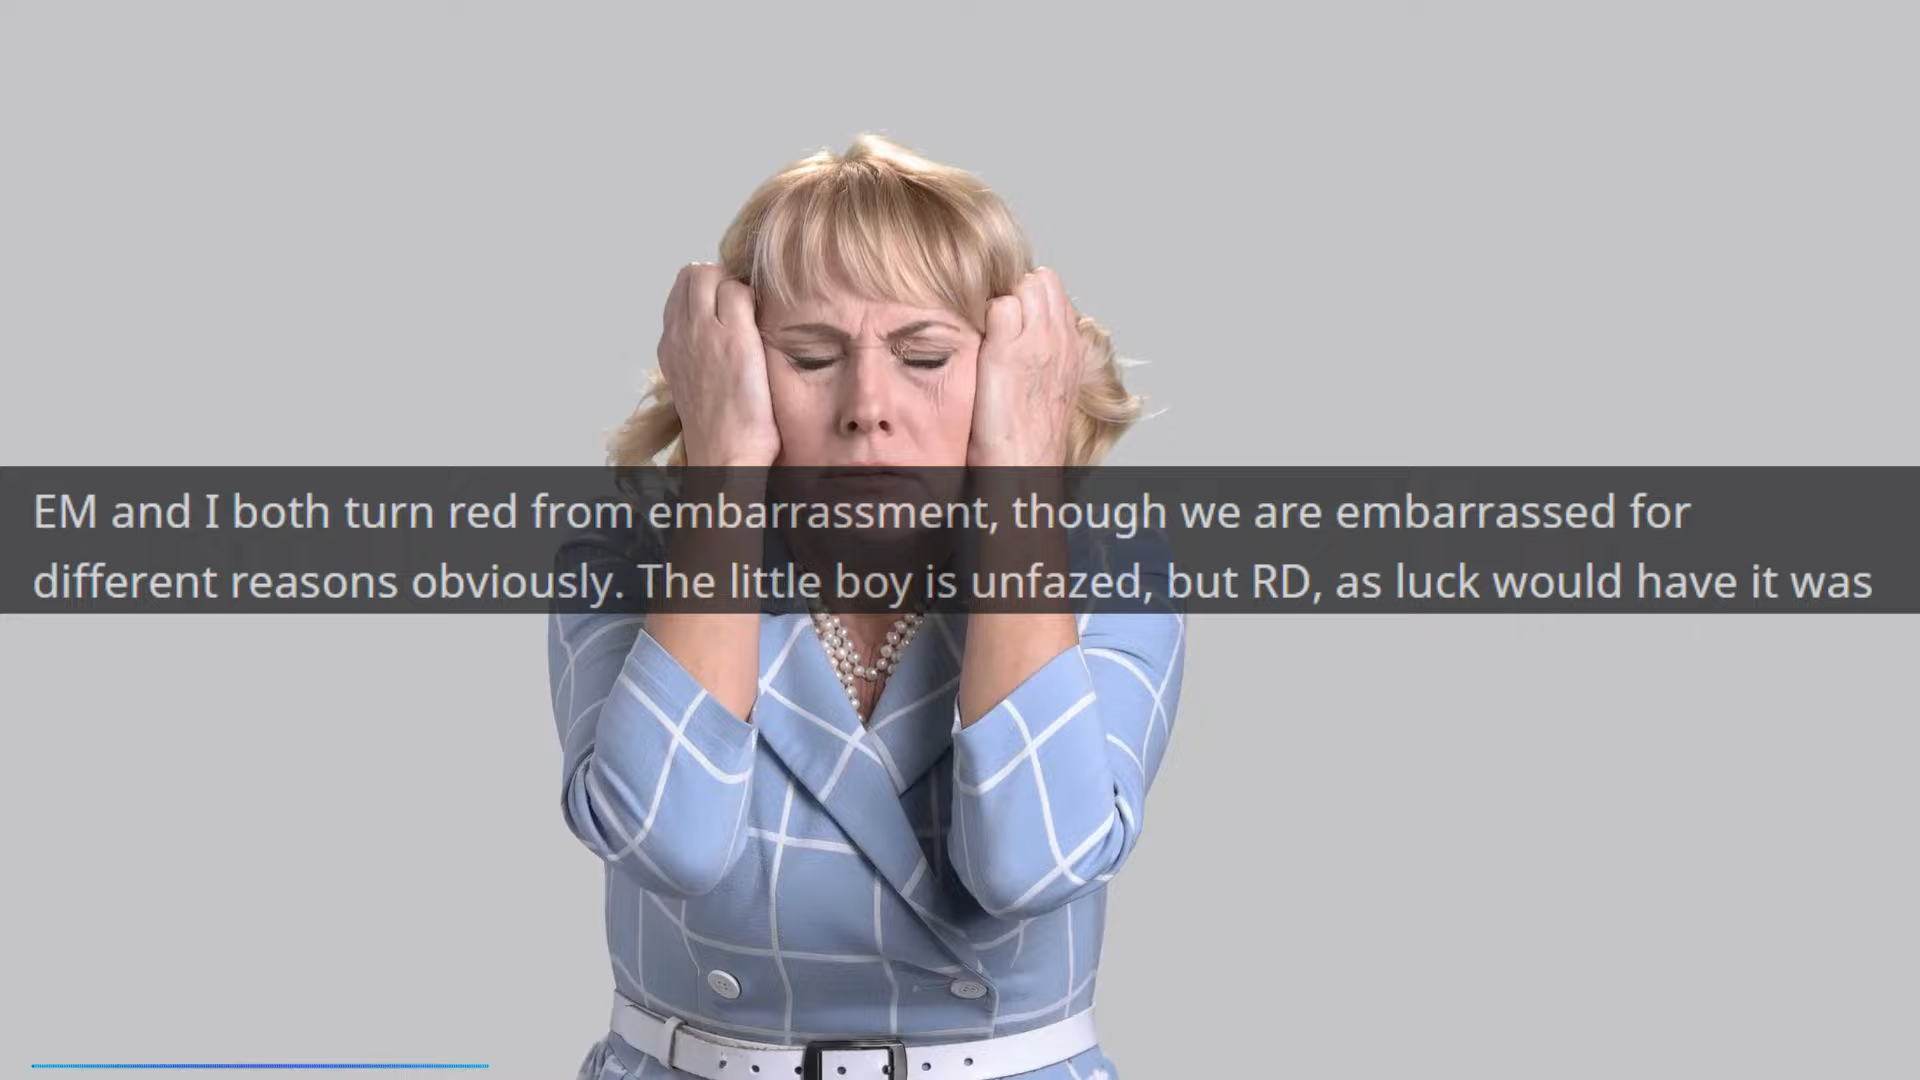 EM and I both turn red from embarrassment, though we are embarrassed for
different reasons obviously. The little boy is unfazed, but RD, as luck would have it was